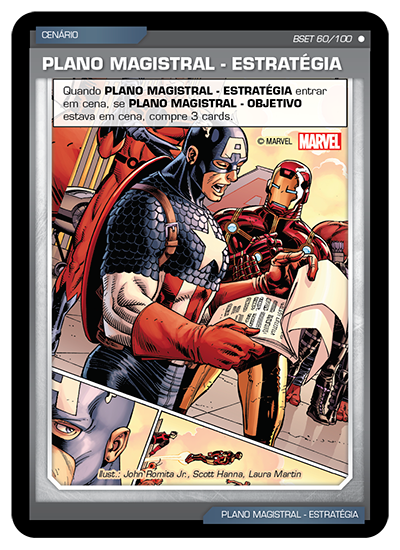 CENÁRIO
BSET 60/100
PLANO MAGISTRAL - ESTRATÉGIA
Quando PLANO MAGISTRAL - ESTRATÉGIA entrar
em cena, se PLANO MAGISTRAL - OBJETIVO
estava em cena, compre 3 cards.
© MARVEL MARVEL
Illust.: John Romita Jr., Scott Hanna, Laura Martin
PLANO MAGISTRAL - ESTRATÉGIA